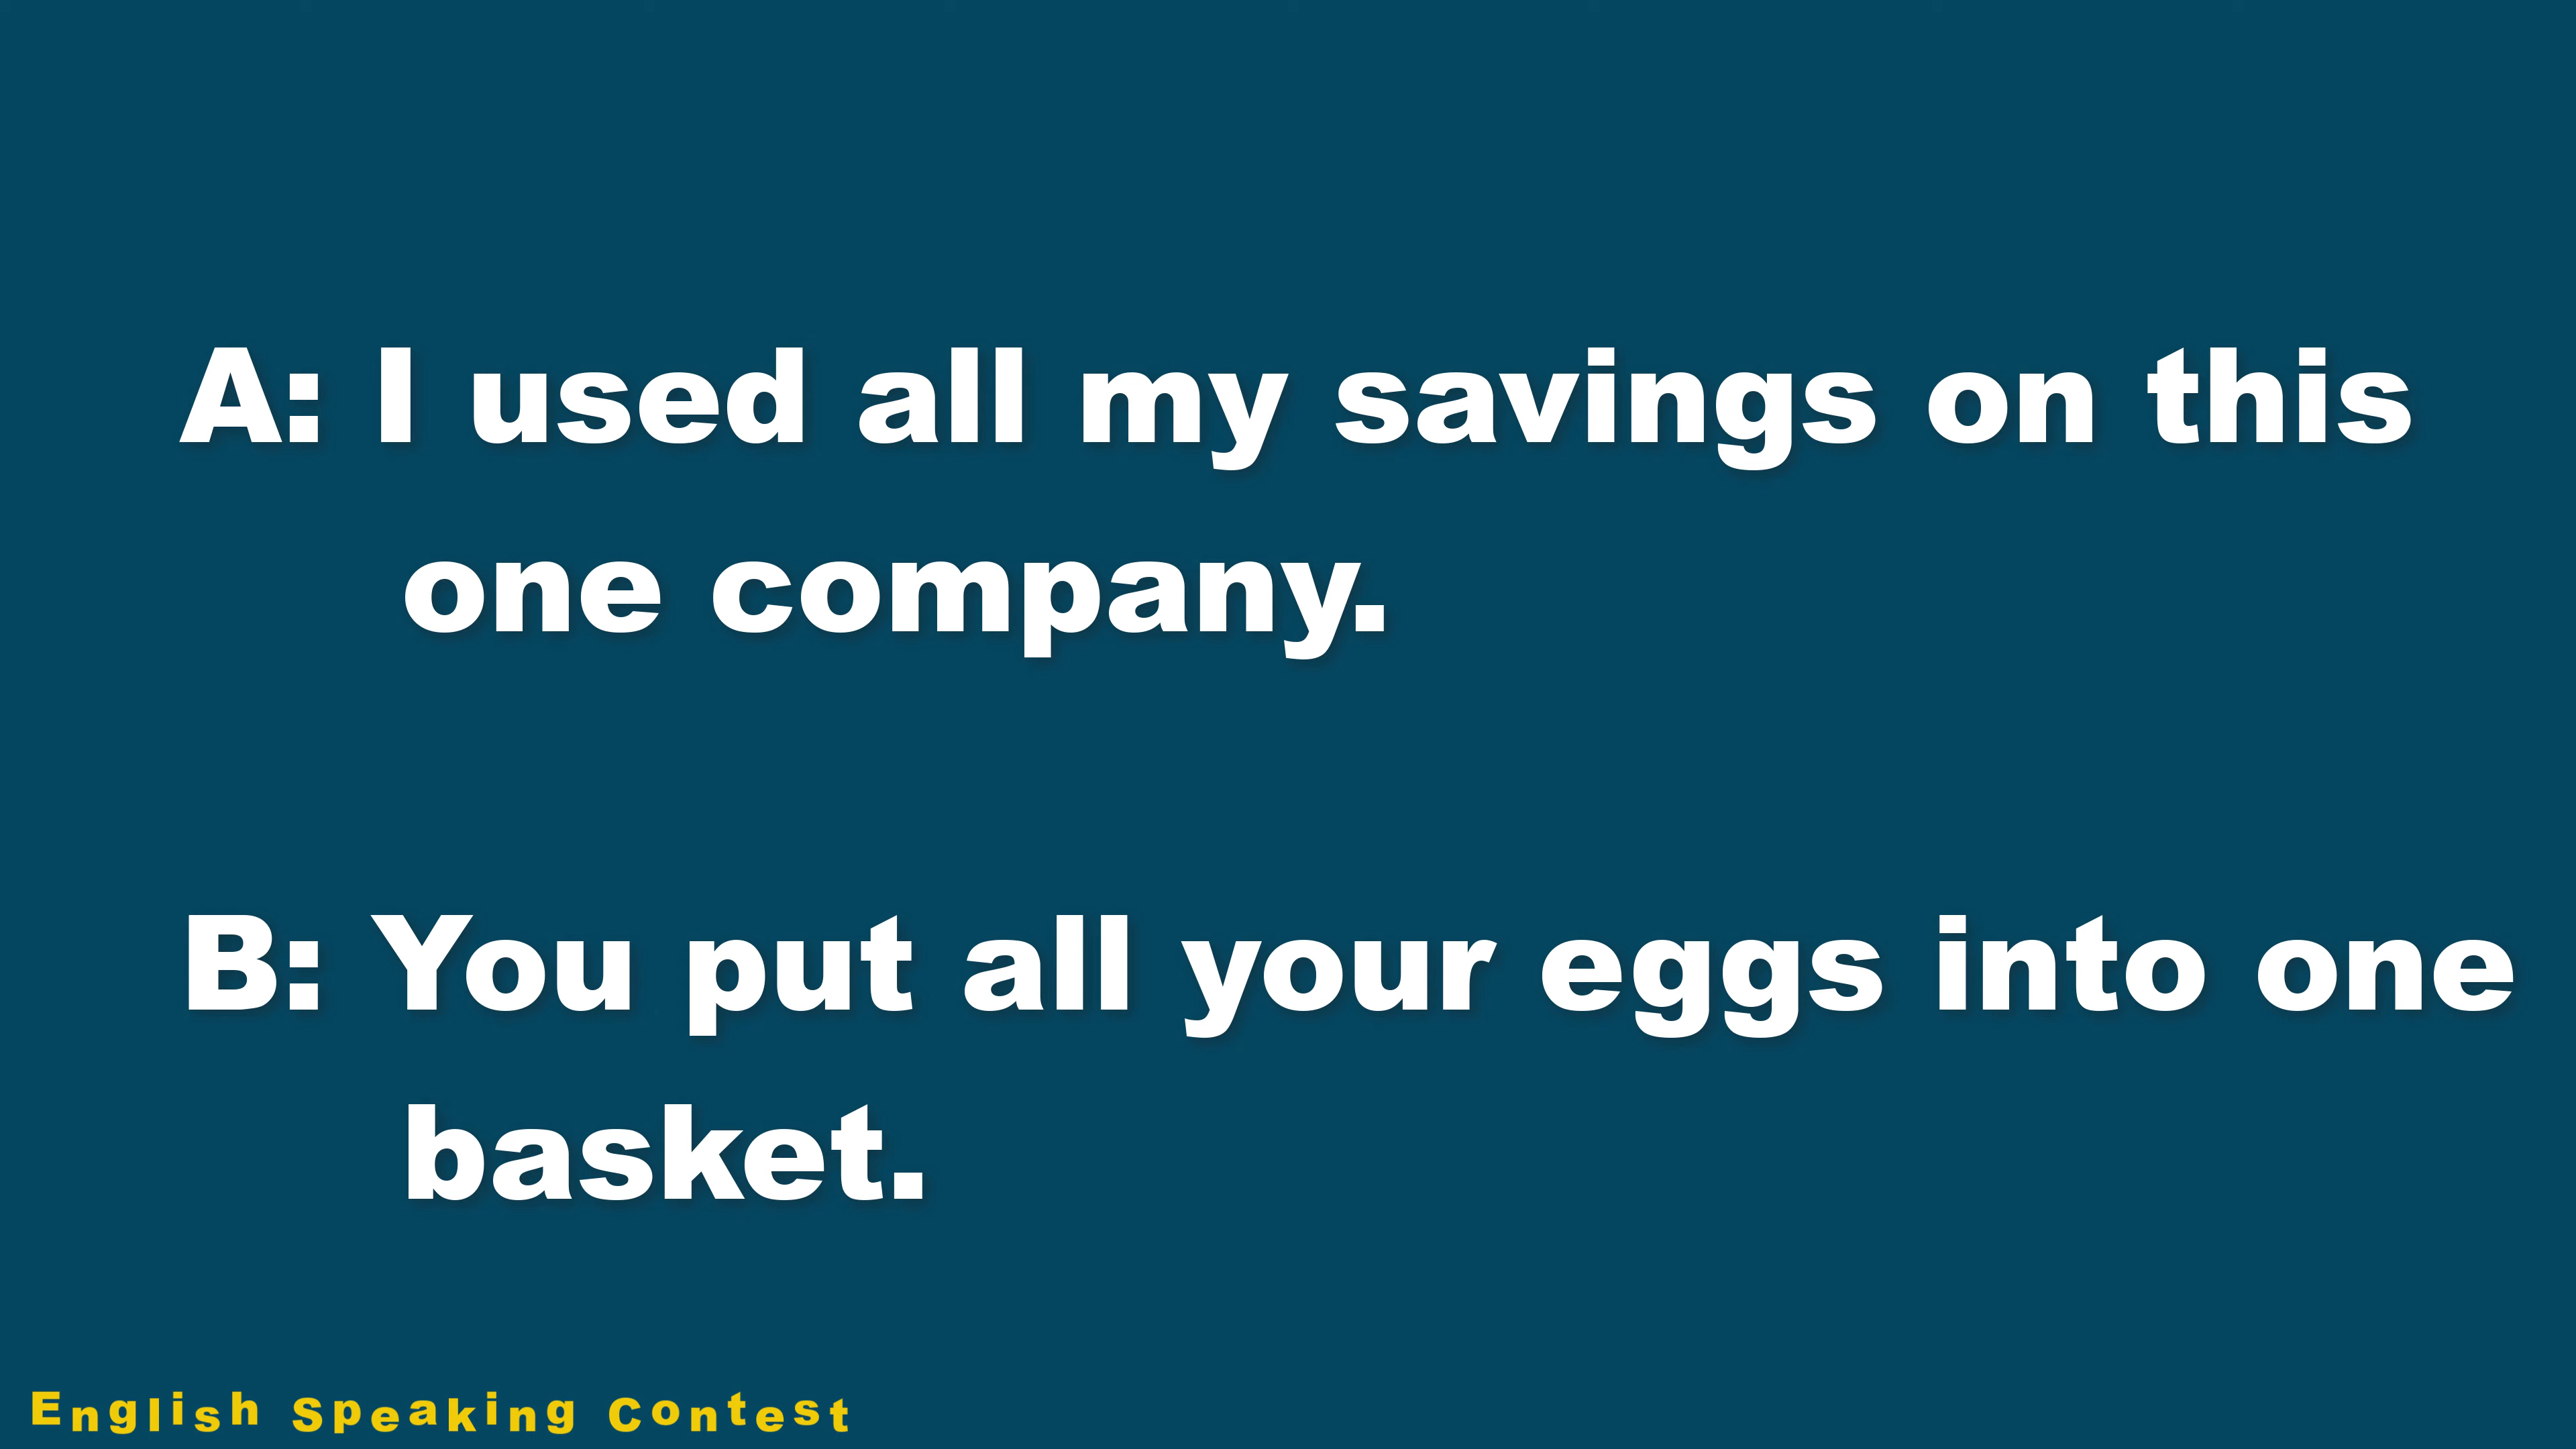 A: I used all my savings on this
one company.
B: You put all your eggs into one
basket.
English Speaking Contest